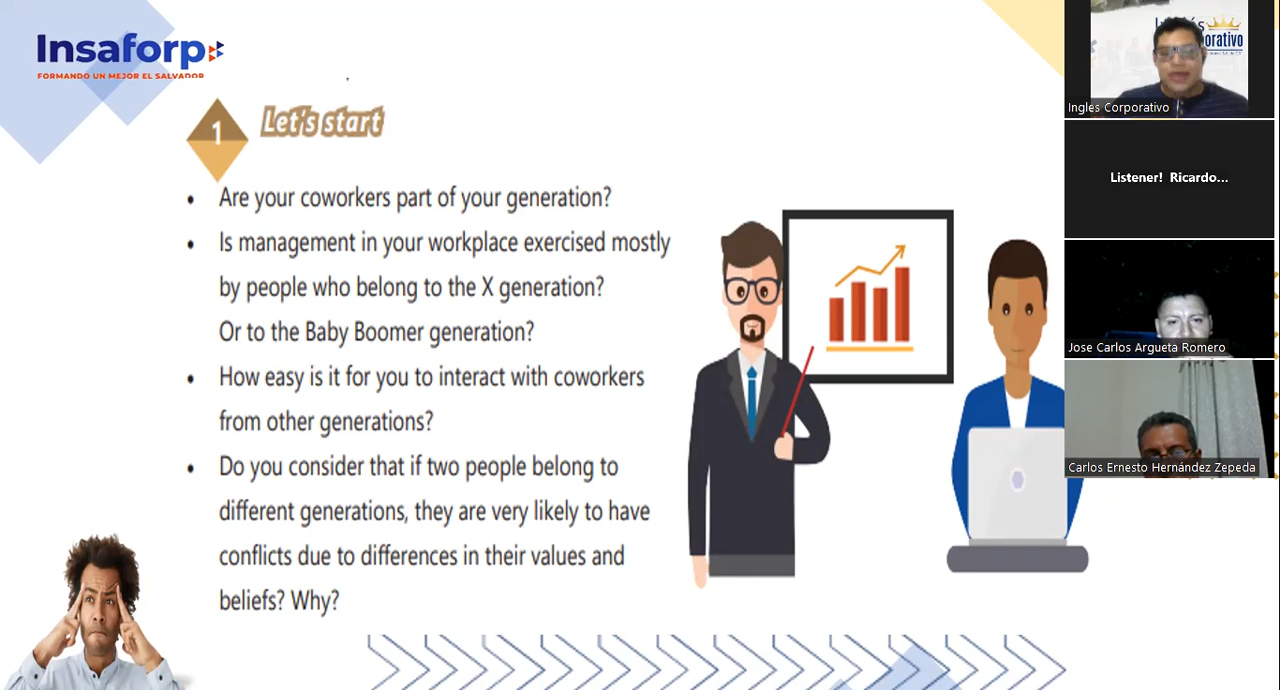 Insaforp
FORMANDO UN MEJOR EL SALVADOR
1
Let's start
• Are your coworkers part of your generation?
• Is management in your workplace exercised mostly
by people who belong to the X generation?
Or to the Baby Boomer generation?
• How easy is it for you to interact with coworkers
from other generations?
• Do you consider that if two people belong to
different generations, they are very likely to have
conflicts due to differences in their values and
beliefs? Why?
Ingles Corporativo
Listener! Ricardo...
Jose Carlos Argueta Romero
Carlos Ernesto Hernández Zepeda